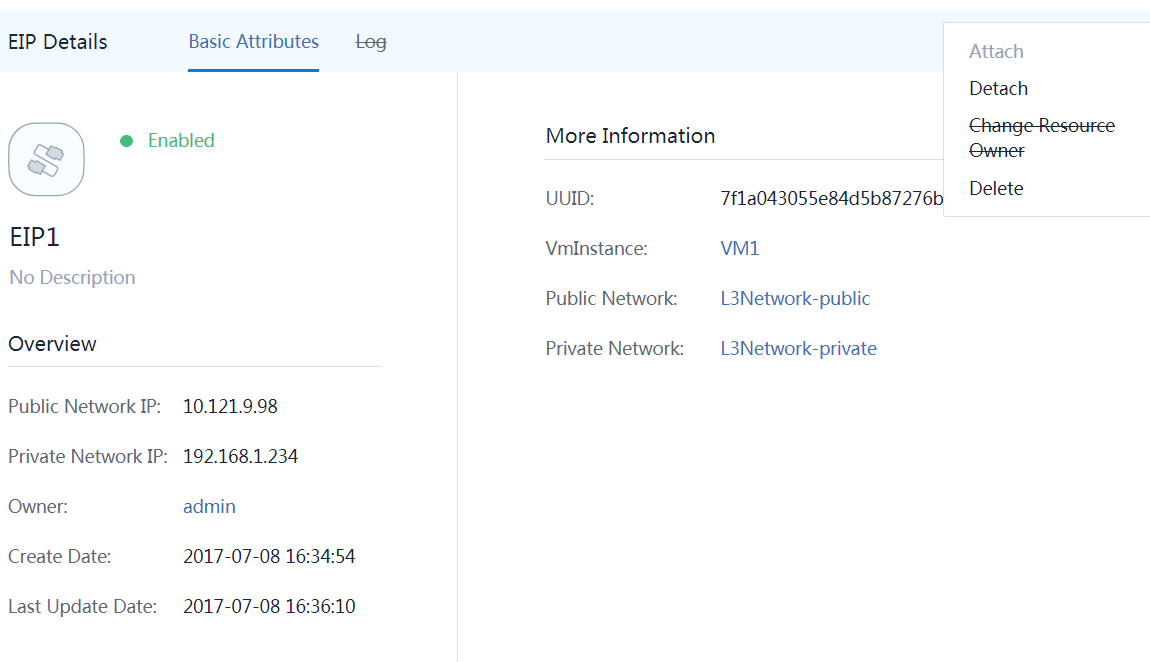 EIP Details
Basic Attributes
Log
Attach
Detach
Change Resource
Owner
Delete
Enabled
EIP1
No Description
Overview
Public Network IP: 10.121.9.98
Private Network IP: 192.168.1.234
Owner: admin
Create Date: 2017-07-08 16:34:54
Last Update Date: 2017-07-08 16:36:10
More Information
UUID: 7f1a043055e84d5b87276b
VmInstance: VM1
Public Network: L3Network-public
Private Network: L3Network-private